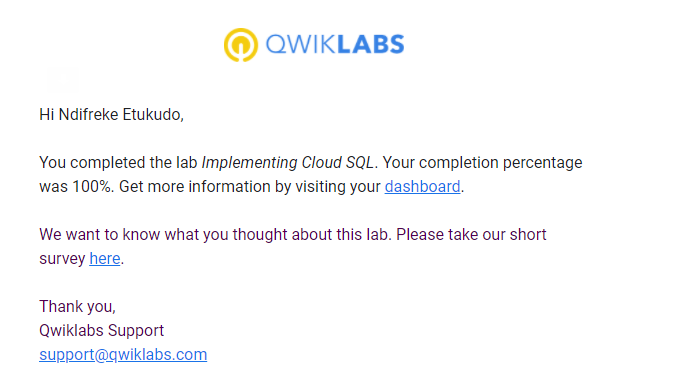 QWIKLABS
Hi Ndifreke Etukudo,
You completed the lab Implementing Cloud SQL. Your completion percentage
was 100%. Get more information by visiting your dashboard.
We want to know what you thought about this lab. Please take our short
survey here.
Thank you,
Qwiklabs Support
support@qwiklabs.com